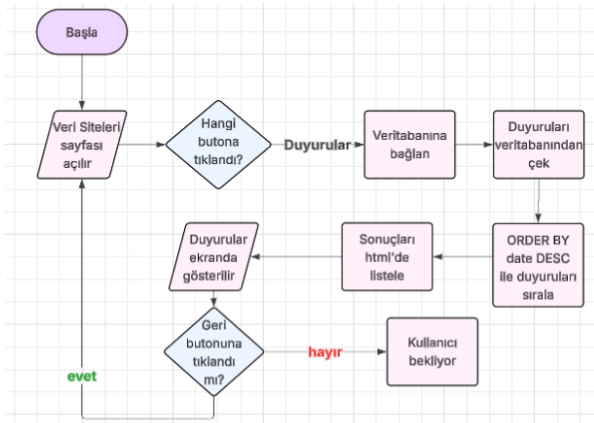 Başla
Veri Siteleri
sayfası
açılır
Hangi
butona
tıklandı?
Duyurular
Veritabanına
bağlan
Duyuruları
veritabanından
çek
Duyurular
ekranda
gösterilir
Sonuçları
html'de
listele
ORDER BY
date DESC
ile duyuruları
sırala
Geri
butonuna
tıklandı
mı?
hayır
Kullanıcı
bekliyor
evet